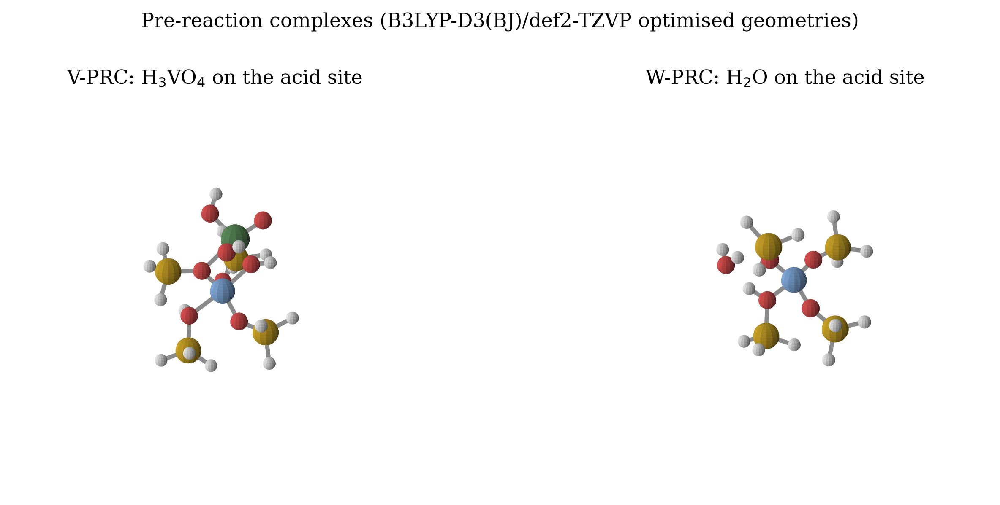 Pre-reaction complexes (B3LYP-D3(BJ)/def2-TZVP optimised geometries)
V-PRC: H₃VO₄ on the acid site
W-PRC: H₂O on the acid site